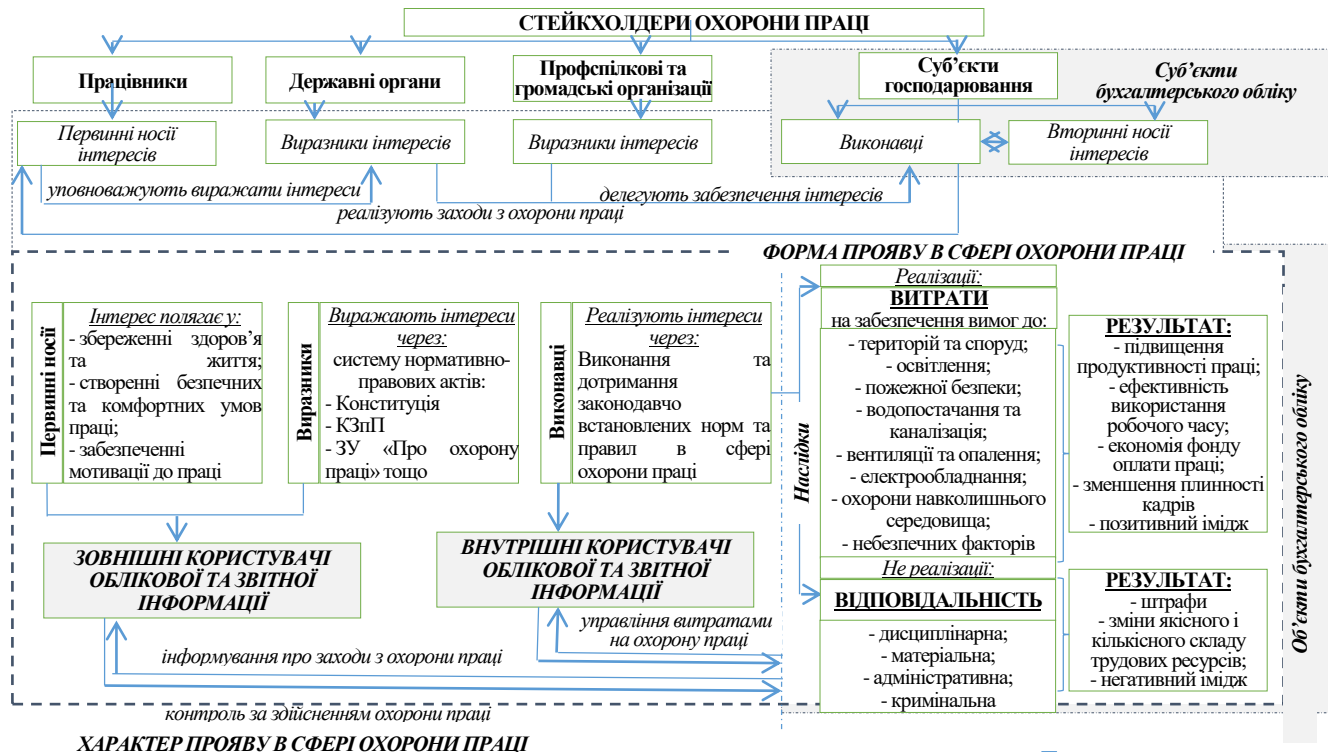 СТЕЙКХОЛДЕРИ ОХОРОНИ ПРАЦІ
Працівники
Державні органи
Профспілкові та
громадські організації
Суб’єкти
господарювання
Суб’єкти
бухгалтерського обліку
Первинні носії
інтересів
Виразники інтересів
Виразники інтересів
Виконавці
Вторинні носії
інтересів
уповноважують виражати інтереси
делегують забезпечення інтересів
реалізують заходи з охорони праці
ФОРМА ПРОЯВУ В СФЕРІ ОХОРОНИ ПРАЦІ
Первинні носії
Інтерес полягає у:
- збереженні здоров’я
та життя;
- створенні безпечних
та комфортних умов
праці;
- забезпеченні
мотивації до праці
Виразники
Виражають інтереси
через:
систему нормативно-
правових актів:
- Конституція
- КЗпП
- ЗУ «Про охорону
праці» тощо
Виконавці
Реалізують інтереси
через:
Виконання та
дотримання
законодавчо
встановлених норм та
правил в сфері
охорони праці
Наслідки
Реалізації:
ВИТРАТИ
на забезпечення вимог до:
- територій та споруд;
- освітлення;
- пожежної безпеки;
- водопостачання та
каналізація;
- вентиляції та опалення;
- електрообладнання;
- охорони навколишнього
середовища;
- небезпечних факторів
РЕЗУЛЬТАТ:
- підвищення
продуктивності праці;
- ефективність
використання
робочого часу;
- економія фонду
оплати праці;
- зменшення плинності
кадрів
- позитивний імідж
Не реалізації:
ВІДПОВІДАЛЬНІСТЬ
- дисциплінарна;
- матеріальна;
- адміністративна;
- кримінальна
РЕЗУЛЬТАТ:
- штрафи
- зміни якісного і
кількісного складу
трудових ресурсів;
- негативний імідж
Об’єкти бухгалтерського обліку
ЗОВНІШНІ КОРИСТУВАЧІ
ОБЛІКОВОЇ ТА ЗВІТНОЇ
ІНФОРМАЦІЇ
ВНУТРІШНІ КОРИСТУВАЧІ
ОБЛІКОВОЇ ТА ЗВІТНОЇ
ІНФОРМАЦІЇ
управління витратами
на охорону праці
інформування про заходи з охорони праці
контроль за здійсненням охорони праці
ХАРАКТЕР ПРОЯВУ В СФЕРІ ОХОРОНИ ПРАЦІ